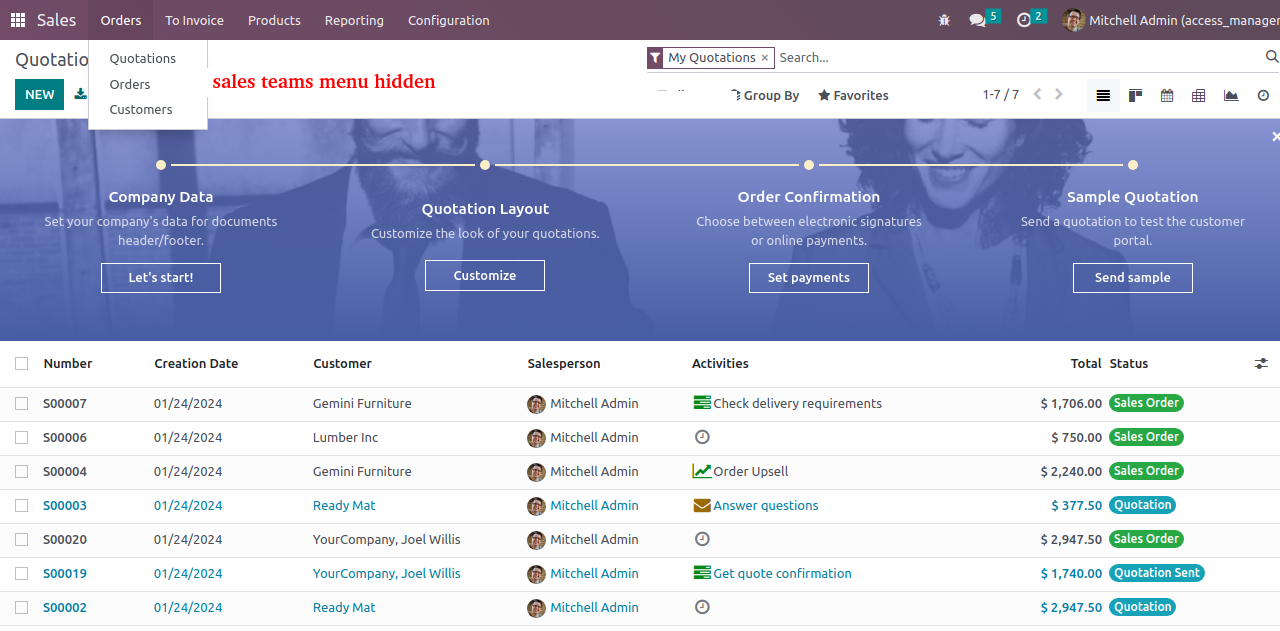 Sales Orders To Invoice Products Reporting Configuration 5 2 Mitchell Admin (access_manager
Quotatio My Quotations × Search...
Quotations
Orders
Customers
sales teams menu hidden
NEW Group By Favorites 1-7 / 7
Company Data
Set your company's data for documents
header/footer.
Let's start!
Quotation Layout
Customize the look of your quotations.
Customize
Order Confirmation
Choose between electronic signatures
or online payments.
Set payments
Sample Quotation
Send a quotation to test the customer
portal.
Send sample
Number Creation Date Customer Salesperson Activities Total Status
S00007 01/24/2024 Gemini Furniture Mitchell Admin Check delivery requirements $ 1,706.00 Sales Order
S00006 01/24/2024 Lumber Inc Mitchell Admin $ 750.00 Sales Order
S00004 01/24/2024 Gemini Furniture Mitchell Admin Order Upsell $ 2,240.00 Sales Order
S00003 01/24/2024 Ready Mat Mitchell Admin Answer questions $ 377.50 Quotation
S00020 01/24/2024 YourCompany, Joel Willis Mitchell Admin $ 2,947.50 Sales Order
S00019 01/24/2024 YourCompany, Joel Willis Mitchell Admin Get quote confirmation $ 1,740.00 Quotation Sent
S00002 01/24/2024 Ready Mat Mitchell Admin $ 2,947.50 Quotation